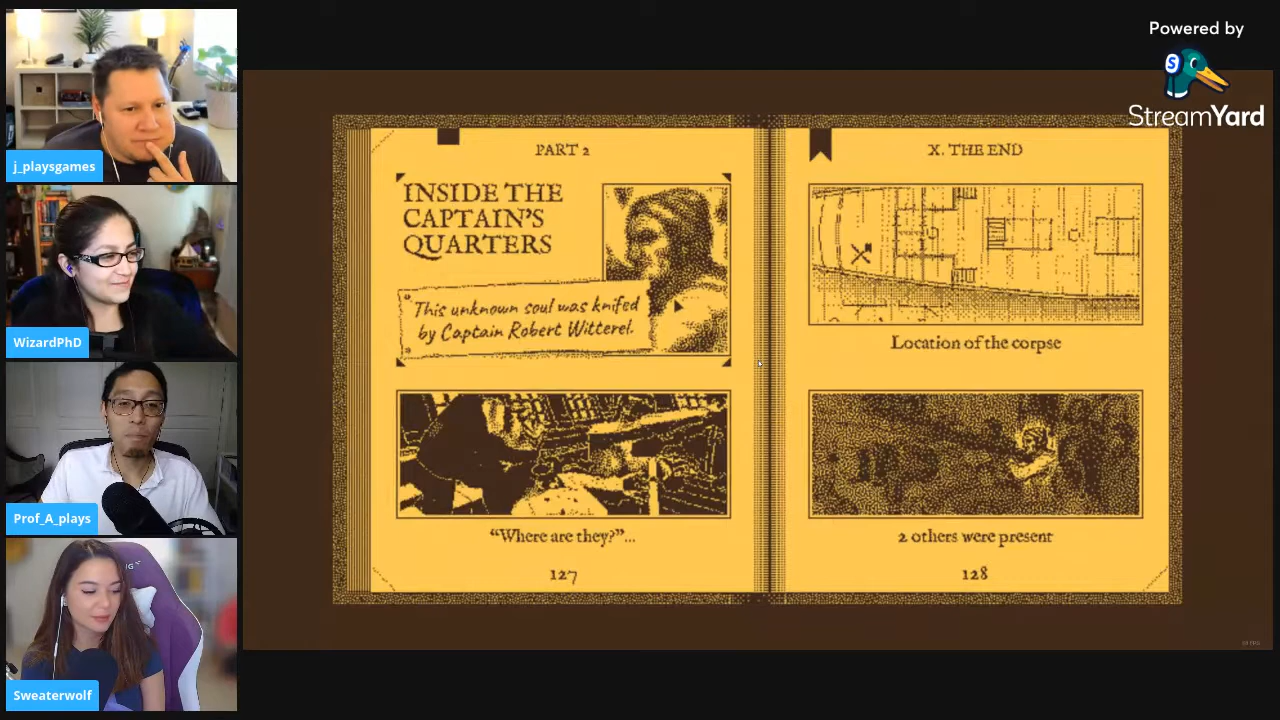 Powered by
S
StreamYard
j_playsgames
WizardPhD
Prof_A_plays
Sweaterwolf
PART 2
INSIDE THE
CAPTAIN'S
QUARTERS
This unknown soul was knifed
by Captain Robert Witterel.
"Where are they?"...
127
X. THE END
Location of the corpse
2 others were present
128